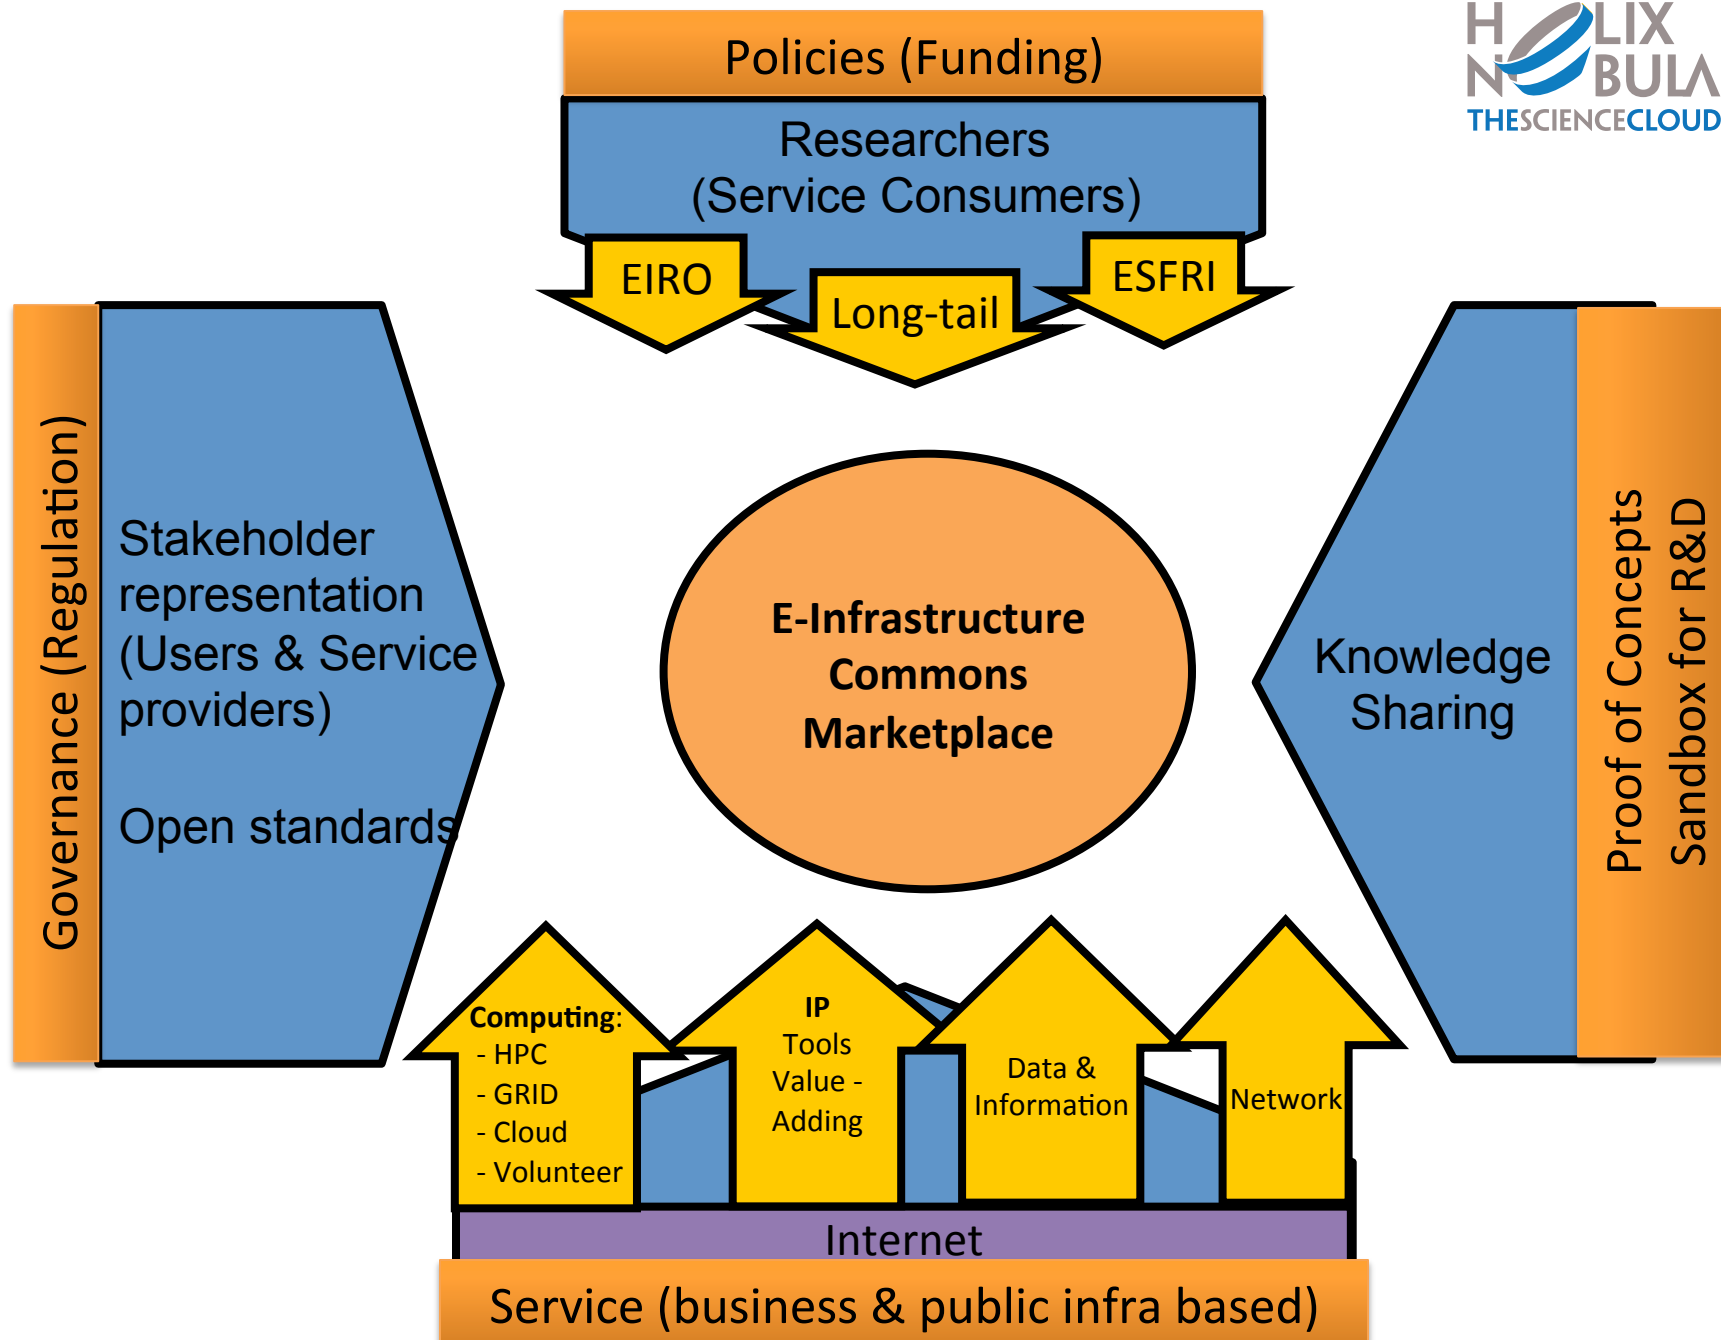 Policies (Funding)
H LIX
N BULA
THESCIENCECLOUD
Researchers
(Service Consumers)
EIRO
Long-tail
ESFRI
Governance (Regulation)
Stakeholder
representation
(Users & Service
providers)
Open standards
E-Infrastructure
Commons
Marketplace
Knowledge
Sharing
Proof of Concepts
Sandbox for R&D
Computing:
- HPC
- GRID
- Cloud
- Volunteer
IP
Tools
Value -
Adding
Data &
Information
Network
Internet
Service (business & public infra based)